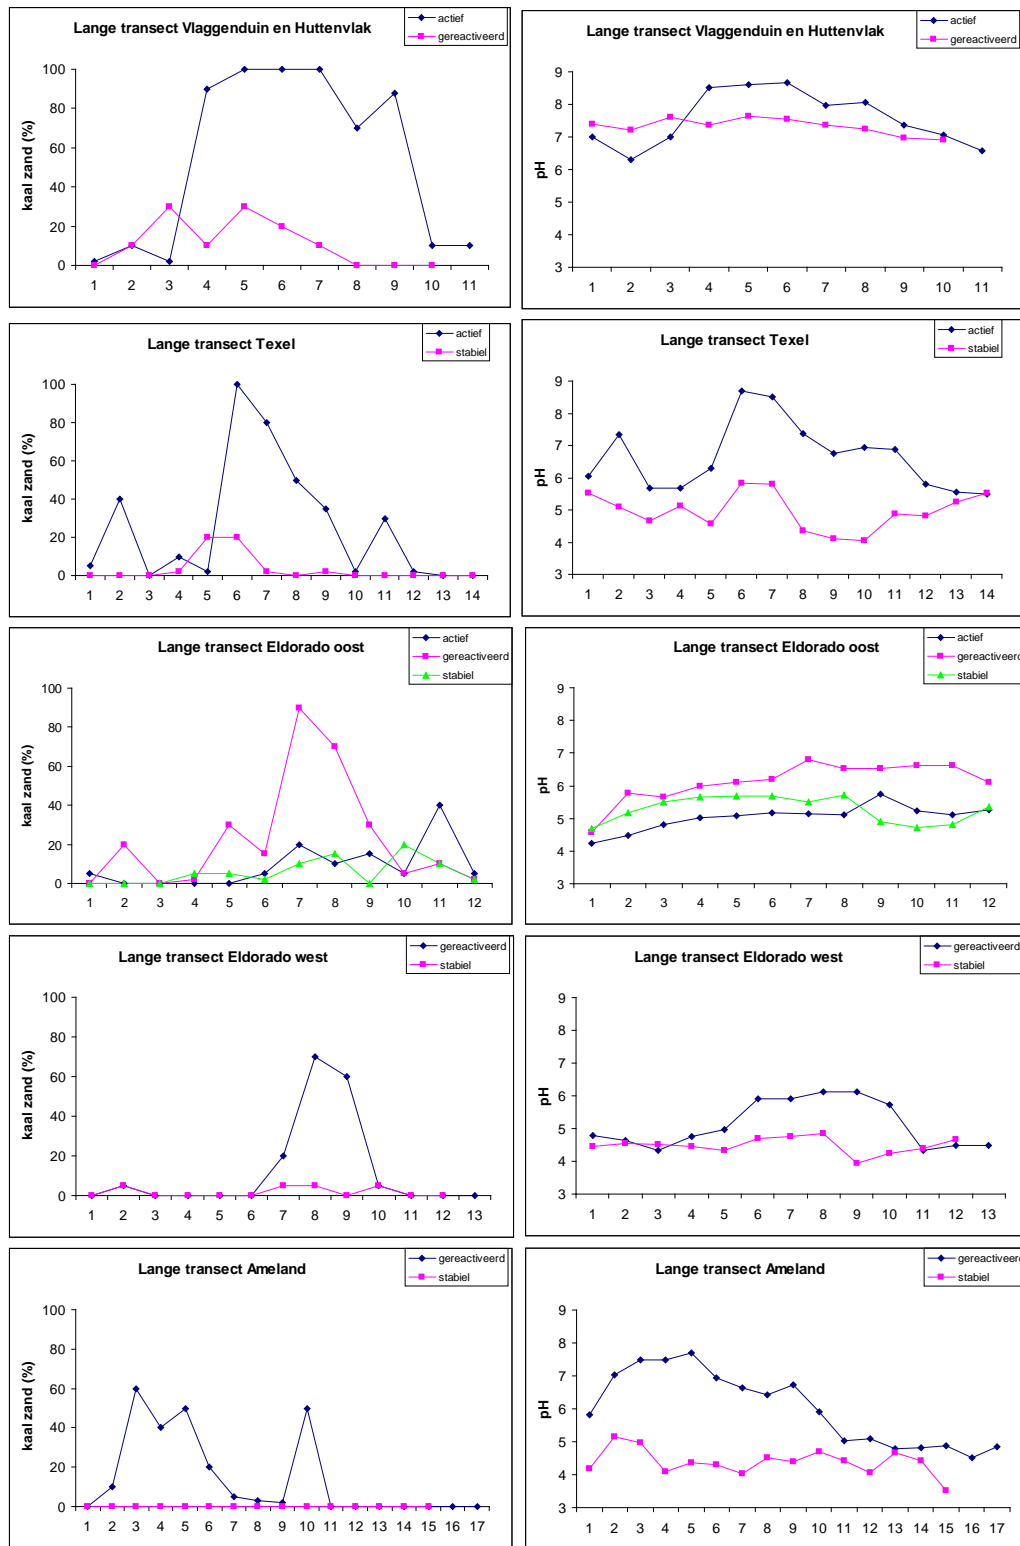 Lange transect Vlaggenduin en Huttenvlak
actief
gereactiveerd
kaal zand (%)
100
80
60
40
20
0
1 2 3 4 5 6 7 8 9 10 11
Lange transect Vlaggenduin en Huttenvlak
actief
gereactiveerd
pH
9
8
7
6
5
4
3
1 2 3 4 5 6 7 8 9 10 11
Lange transect Texel
actief
stabiel
kaal zand (%)
100
80
60
40
20
0
1 2 3 4 5 6 7 8 9 10 11 12 13 14
Lange transect Texel
actief
stabiel
pH
9
8
7
6
5
4
3
1 2 3 4 5 6 7 8 9 10 11 12 13 14
Lange transect Eldorado oost
actief
gereactiveerd
stabiel
kaal zand (%)
100
80
60
40
20
0
1 2 3 4 5 6 7 8 9 10 11 12
Lange transect Eldorado oost
actief
gereactiveerd
stabiel
pH
9
8
7
6
5
4
3
1 2 3 4 5 6 7 8 9 10 11 12
Lange transect Eldorado west
gereactiveerd
stabiel
kaal zand (%)
100
80
60
40
20
0
1 2 3 4 5 6 7 8 9 10 11 12 13
Lange transect Eldorado west
gereactiveerd
stabiel
pH
9
8
7
6
5
4
3
1 2 3 4 5 6 7 8 9 10 11 12 13
Lange transect Ameland
gereactiveerd
stabiel
kaal zand (%)
100
80
60
40
20
0
1 2 3 4 5 6 7 8 9 10 11 12 13 14 15 16 17
Lange transect Ameland
gereactiveerd
stabiel
pH
9
8
7
6
5
4
3
1 2 3 4 5 6 7 8 9 10 11 12 13 14 15 16 17